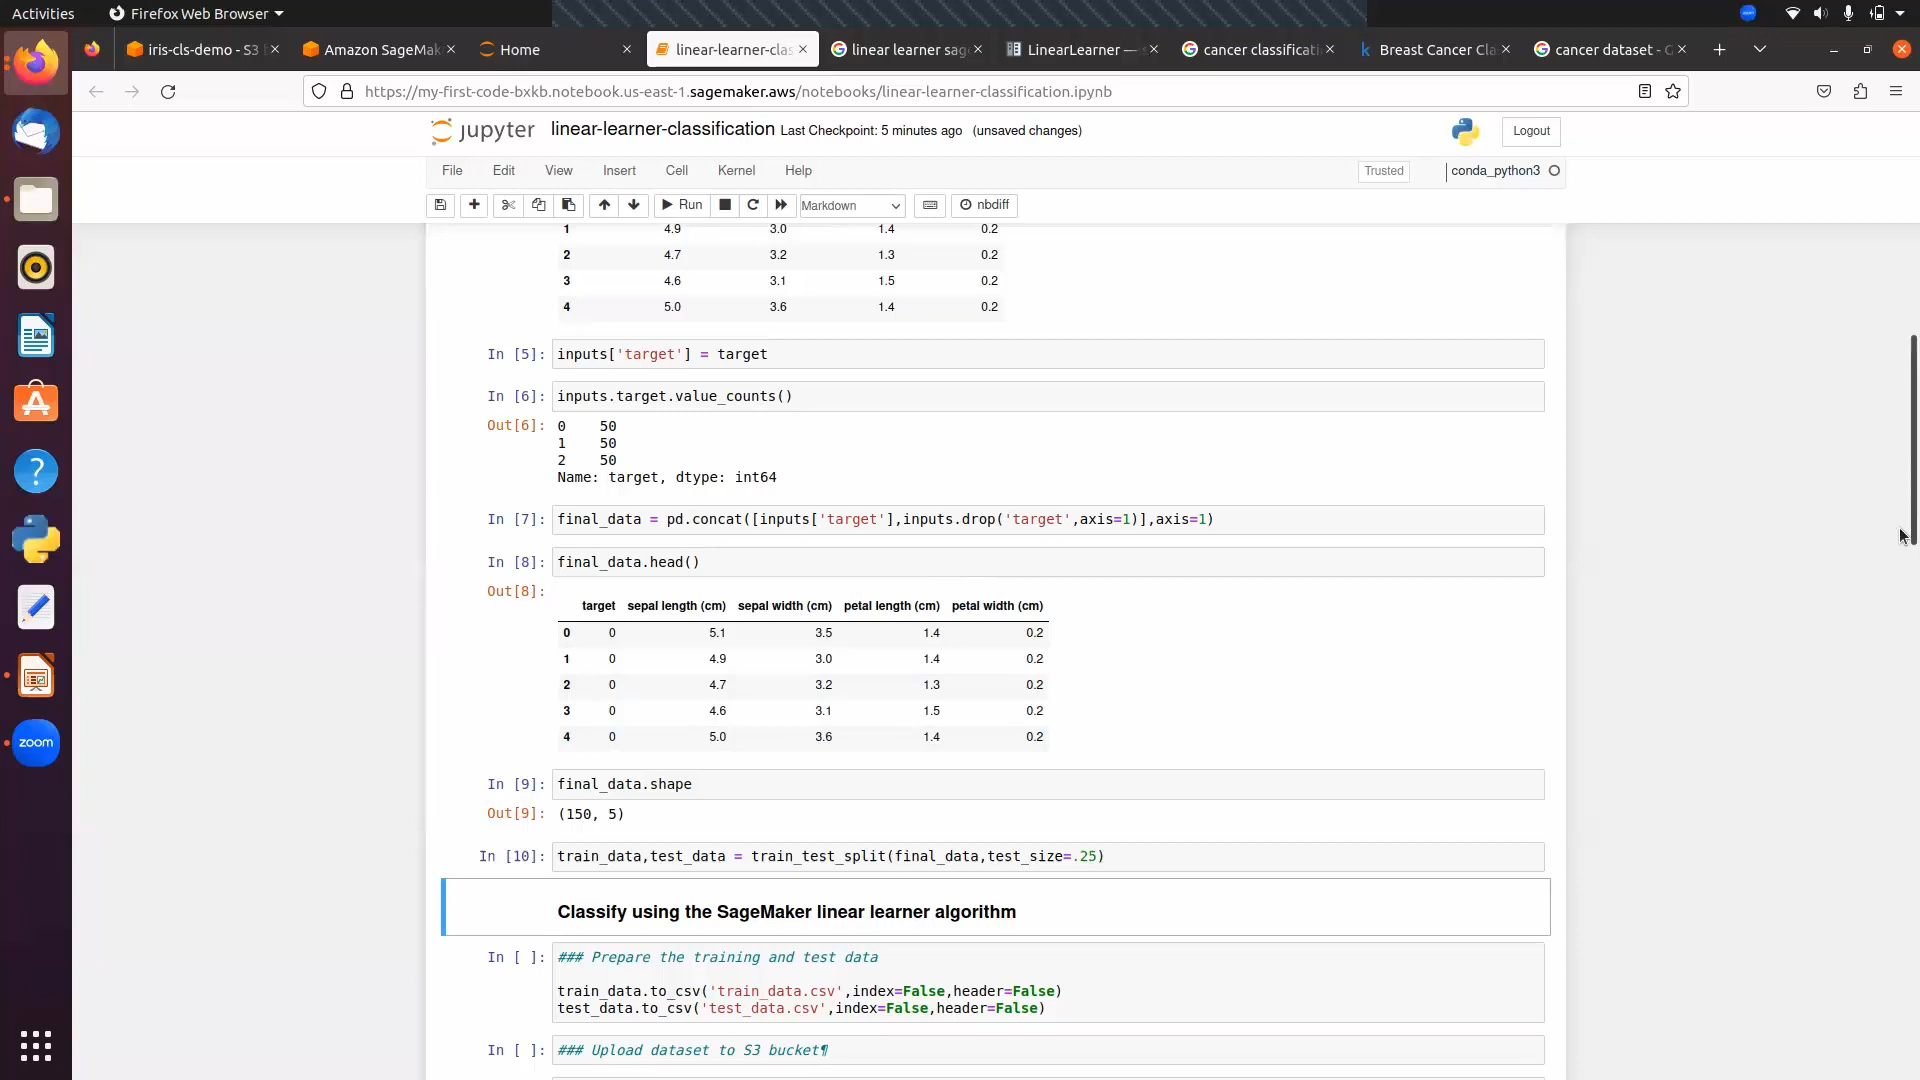 Activities
Firefox Web Browser
iris-cls-demo - S3
Amazon SageMak
Home
linear-learner-clas
linear learner sag
LinearLearner —
cancer classificati
Breast Cancer Cla
cancer dataset - G
https://my-first-code-bxkb.notebook.us-east-1.sagemaker.aws/notebooks/linear-learner-classification.ipynb
jupyter linear-learner-classification Last Checkpoint: 5 minutes ago (unsaved changes)
Logout
File Edit View Insert Cell Kernel Help
Trusted
conda_python3
Run Markdown nbdiff
1 4.9 3.0 1.4 0.2
2 4.7 3.2 1.3 0.2
3 4.6 3.1 1.5 0.2
4 5.0 3.6 1.4 0.2
In [5]: inputs['target'] = target
In [6]: inputs.target.value_counts()
Out[6]: 0 50
1 50
2 50
Name: target, dtype: int64
In [7]: final_data = pd.concat([inputs['target'],inputs.drop('target',axis=1)],axis=1)
In [8]: final_data.head()
Out[8]:
target sepal length (cm) sepal width (cm) petal length (cm) petal width (cm)
0 0 5.1 3.5 1.4 0.2
1 0 4.9 3.0 1.4 0.2
2 0 4.7 3.2 1.3 0.2
3 0 4.6 3.1 1.5 0.2
4 0 5.0 3.6 1.4 0.2
In [9]: final_data.shape
Out[9]: (150, 5)
In [10]: train_data,test_data = train_test_split(final_data,test_size=.25)
Classify using the SageMaker linear learner algorithm
In [ ]: ### Prepare the training and test data
train_data.to_csv('train_data.csv',index=False,header=False)
test_data.to_csv('test_data.csv',index=False,header=False)
In [ ]: ### Upload dataset to S3 bucket¶
zoom